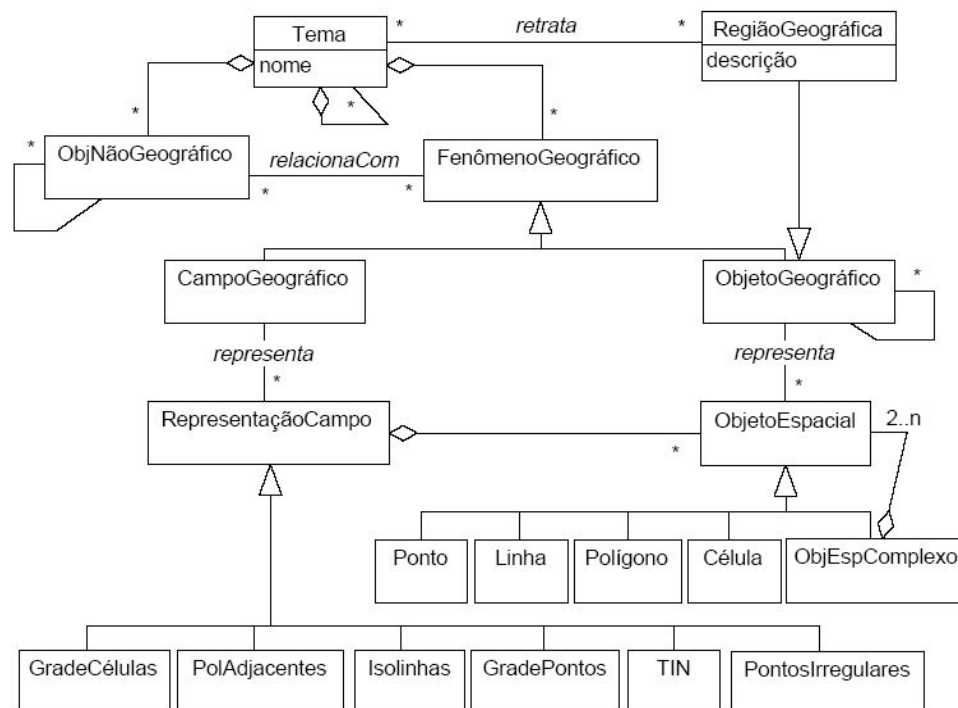 Tema
nome
* retrata *
RegiãoGeográfica
descrição
*
*
*
*
ObjNãoGeográfico
relacionaCom
* *
FenômenoGeográfico
CampoGeográfico
ObjetoGeográfico
*
representa
*
representa
*
RepresentaçãoCampo
*
ObjetoEspacial
2..n
Ponto
Linha
Polígono
Célula
ObjEspComplexo
GradeCélulas
PolAdjacentes
Isolinhas
GradePontos
TIN
PontosIrregulares